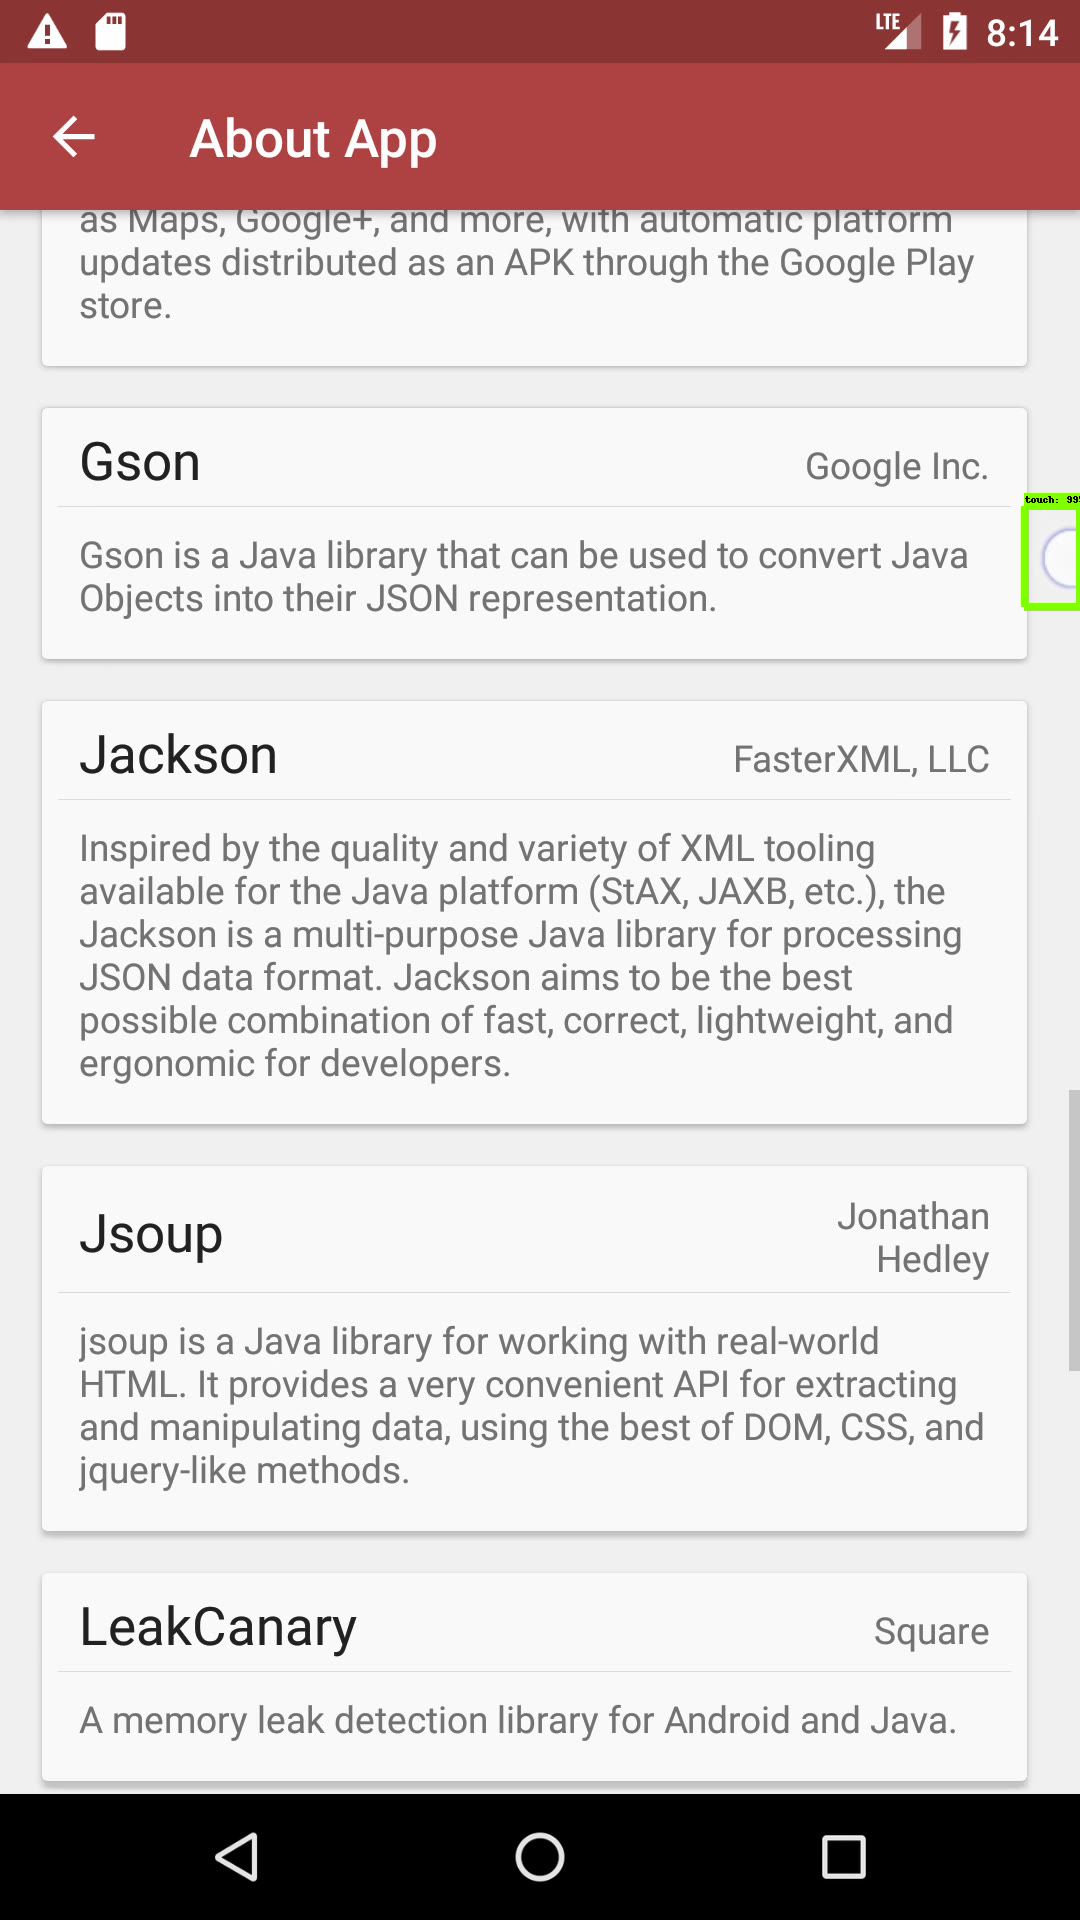 LTE 8:14
About App
as Maps, Google+, and more, with automatic platform
updates distributed as an APK through the Google Play
store.
Gson Google Inc.
touch: 99
Gson is a Java library that can be used to convert Java
Objects into their JSON representation.
Jackson FasterXML, LLC
Inspired by the quality and variety of XML tooling
available for the Java platform (StAX, JAXB, etc.), the
Jackson is a multi-purpose Java library for processing
JSON data format. Jackson aims to be the best
possible combination of fast, correct, lightweight, and
ergonomic for developers.
Jsoup Jonathan
Hedley
jsoup is a Java library for working with real-world
HTML. It provides a very convenient API for extracting
and manipulating data, using the best of DOM, CSS, and
jquery-like methods.
LeakCanary Square
A memory leak detection library for Android and Java.